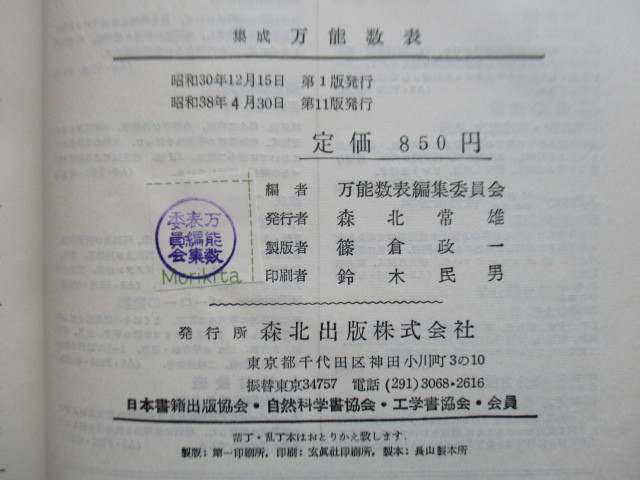 集成 万能数表
昭和30年12月15日 第1版発行
昭和38年4月30日 第11版発行
定価 850円
編者 万能数表編集委員会
発行者 森北常雄
製版者 篠倉政一
印刷者 鈴木民男
万能数表編集委員会
Morikita
発行所 森北出版株式会社
東京都千代田区神田小川町3の10
振替東京34757 電話(291)3068・2616
日本書籍出版協会・自然科学書協会・工学書協会・会員
落丁・乱丁本はおとりかえ致します.
製版:第一印刷所, 印刷:玄眞社印刷所, 製本:長山製本所